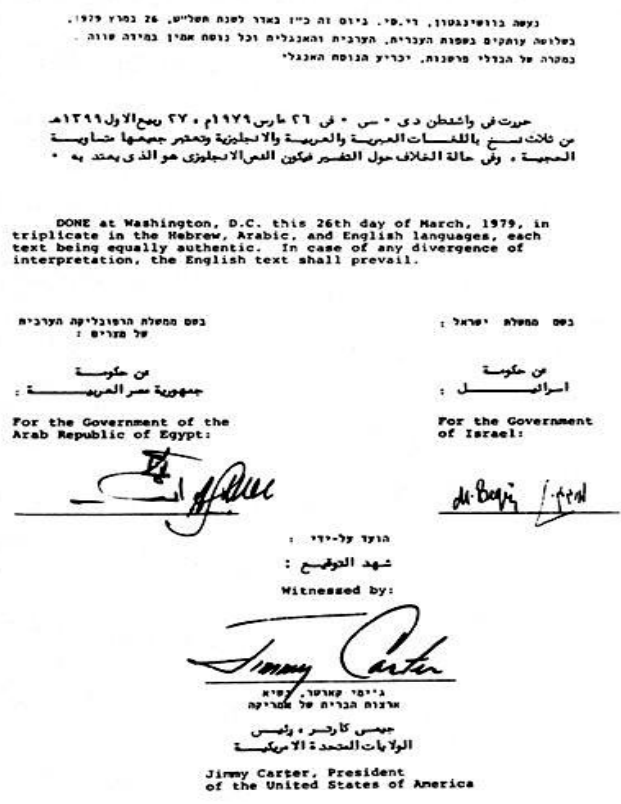 נעשה בוושינגטון, די.סי. ביום זה כ״ז באדר לשנת תשל״ט, 26 במרץ 1979,
בשלושה עותקים בשפות העברית, הערבית והאנגלית וכל נוסח אמין במידה שווה .
במקרה של הבדלי פרשנות, יכריע הנוסח האנגלי
حررت فى واشنطن دى ٠ سى ٠ فى ٢٦ مارس ١٩٧٩م ، ٢٧ ربيع الاول ١٣٩٩هـ
من ثلاث نسخ باللغات العبرية والعربية والانجليزية وتعتبر جميعها متساوية
الحجية ، وفى حالة الخلاف حول التفسير فيكون النص الانجليزى هو الذى يعتد به ٠
DONE at Washington, D.C. this 26th day of March, 1979, in
triplicate in the Hebrew, Arabic, and English languages, each
text being equally authentic. In case of any divergence of
interpretation, the English text shall prevail.
בשם ממשלת הרפובליקה הערבית
של מצרים :
עن حكومة
جمهورية مصر العربية :
For the Government of the
Arab Republic of Egypt:
בשם ממשלת ישראל :
عن حكومة
اسرائيل :
For the Government
of Israel:
M. Begin
הועד על-ידי :
شهد التوقيع :
Witnessed by:
Jimmy Carter
ג׳ימי קארטר, נשיא
ארצות הברית של אמריקה
جيمس كارتر ، رئيس
الولايات المتحدة الامريكية
Jimmy Carter, President
of the United States of America